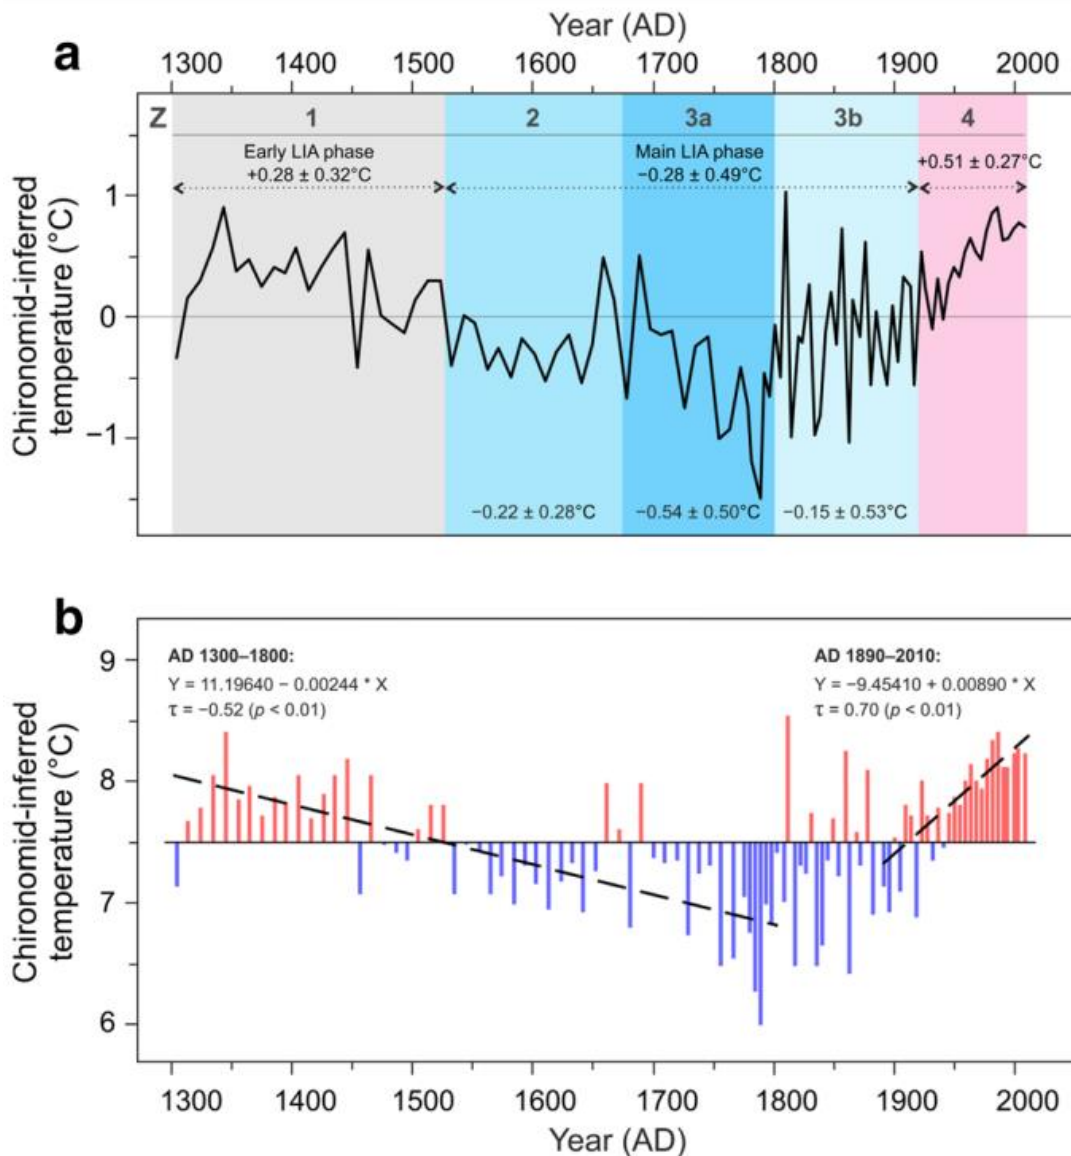 Year (AD)
a
1300 1400 1500 1600 1700 1800 1900 2000
Z 1 2 3a 3b 4
Early LIA phase
+0.28 ± 0.32°C
Main LIA phase
−0.28 ± 0.49°C
+0.51 ± 0.27°C
Chironomid-inferred
temperature (°C)
1
0
−1
−0.22 ± 0.28°C −0.54 ± 0.50°C −0.15 ± 0.53°C
b
AD 1300–1800:
Y = 11.19640 − 0.00244 * X
τ = −0.52 (p < 0.01)
AD 1890–2010:
Y = −9.45410 + 0.00890 * X
τ = 0.70 (p < 0.01)
Chironomid-inferred
temperature (°C)
9
8
7
6
1300 1400 1500 1600 1700 1800 1900 2000
Year (AD)